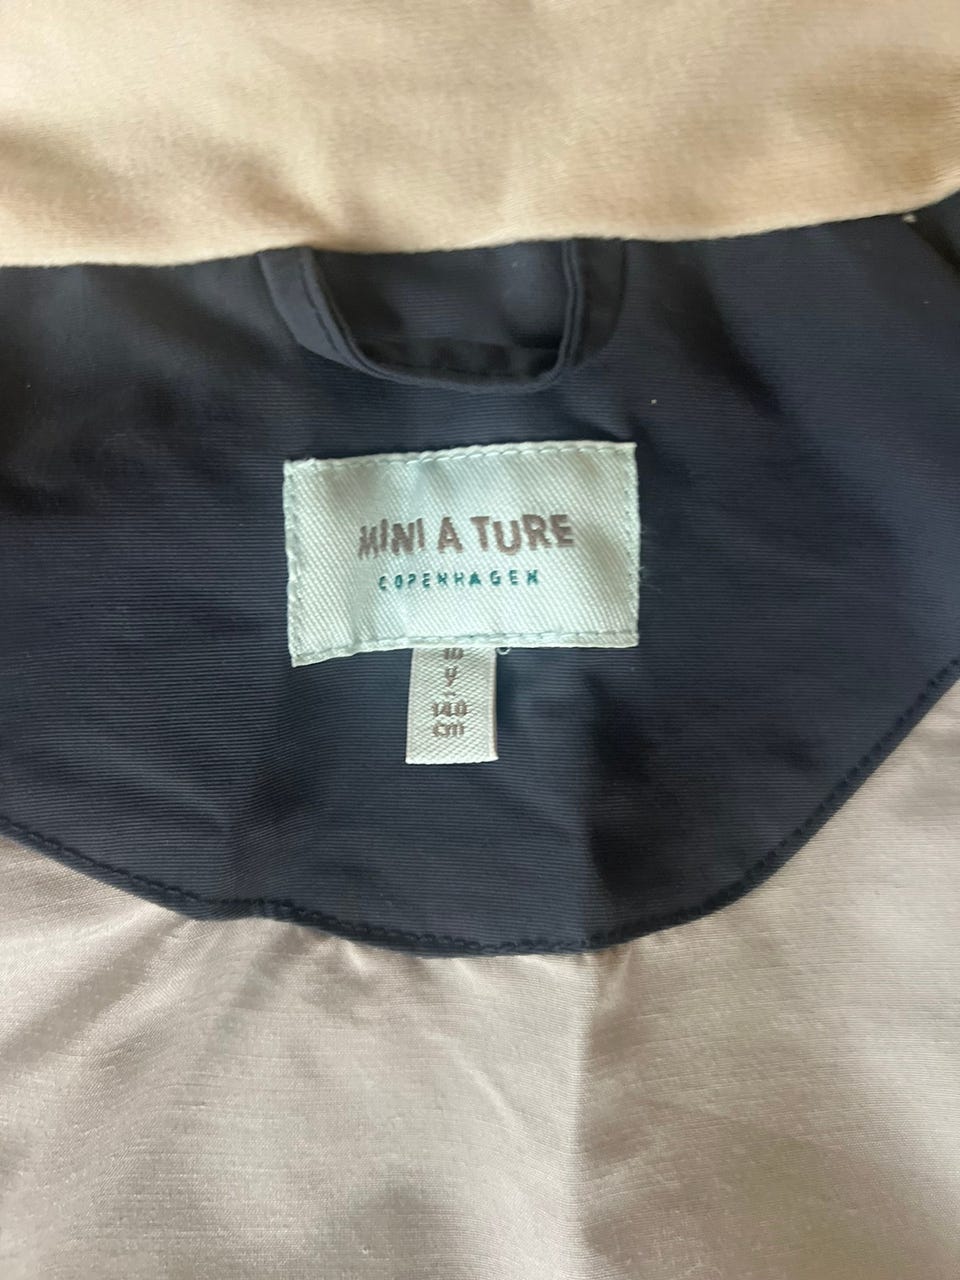 MINI A TURE
COPENHAGEN
10
y
-
140
cm